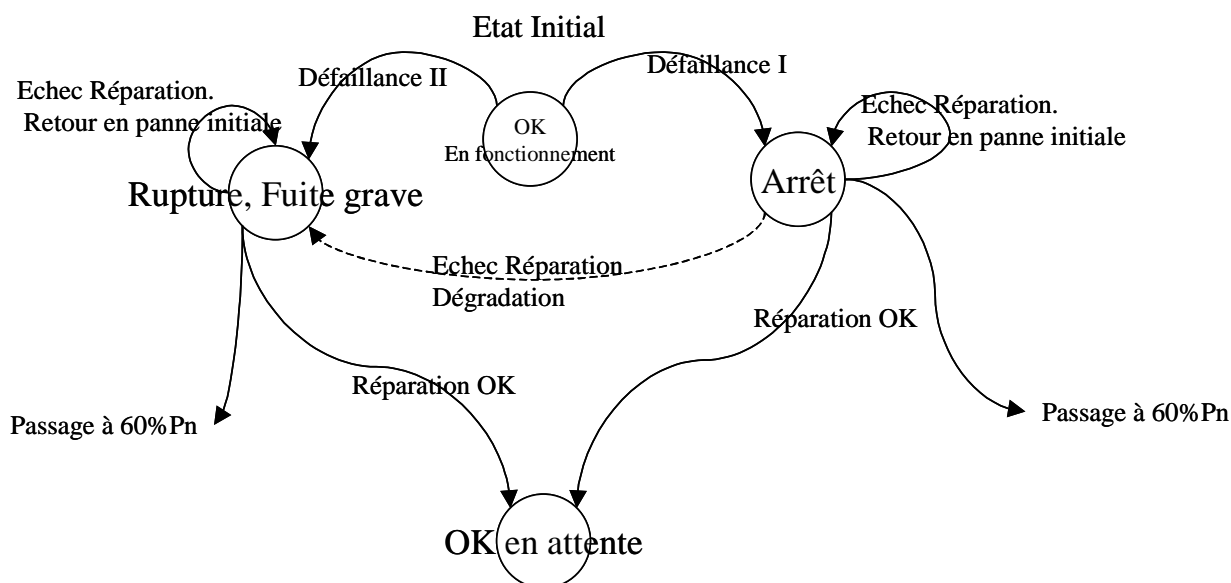 Etat Initial
Défaillance II
Défaillance I
Echec Réparation.
Retour en panne initiale
OK
En fonctionnement
Echec Réparation.
Retour en panne initiale
Rupture, Fuite grave
Arrêt
Echec Réparation
Dégradation
Réparation OK
Réparation OK
Passage à 60%Pn
Passage à 60%Pn
OK en attente